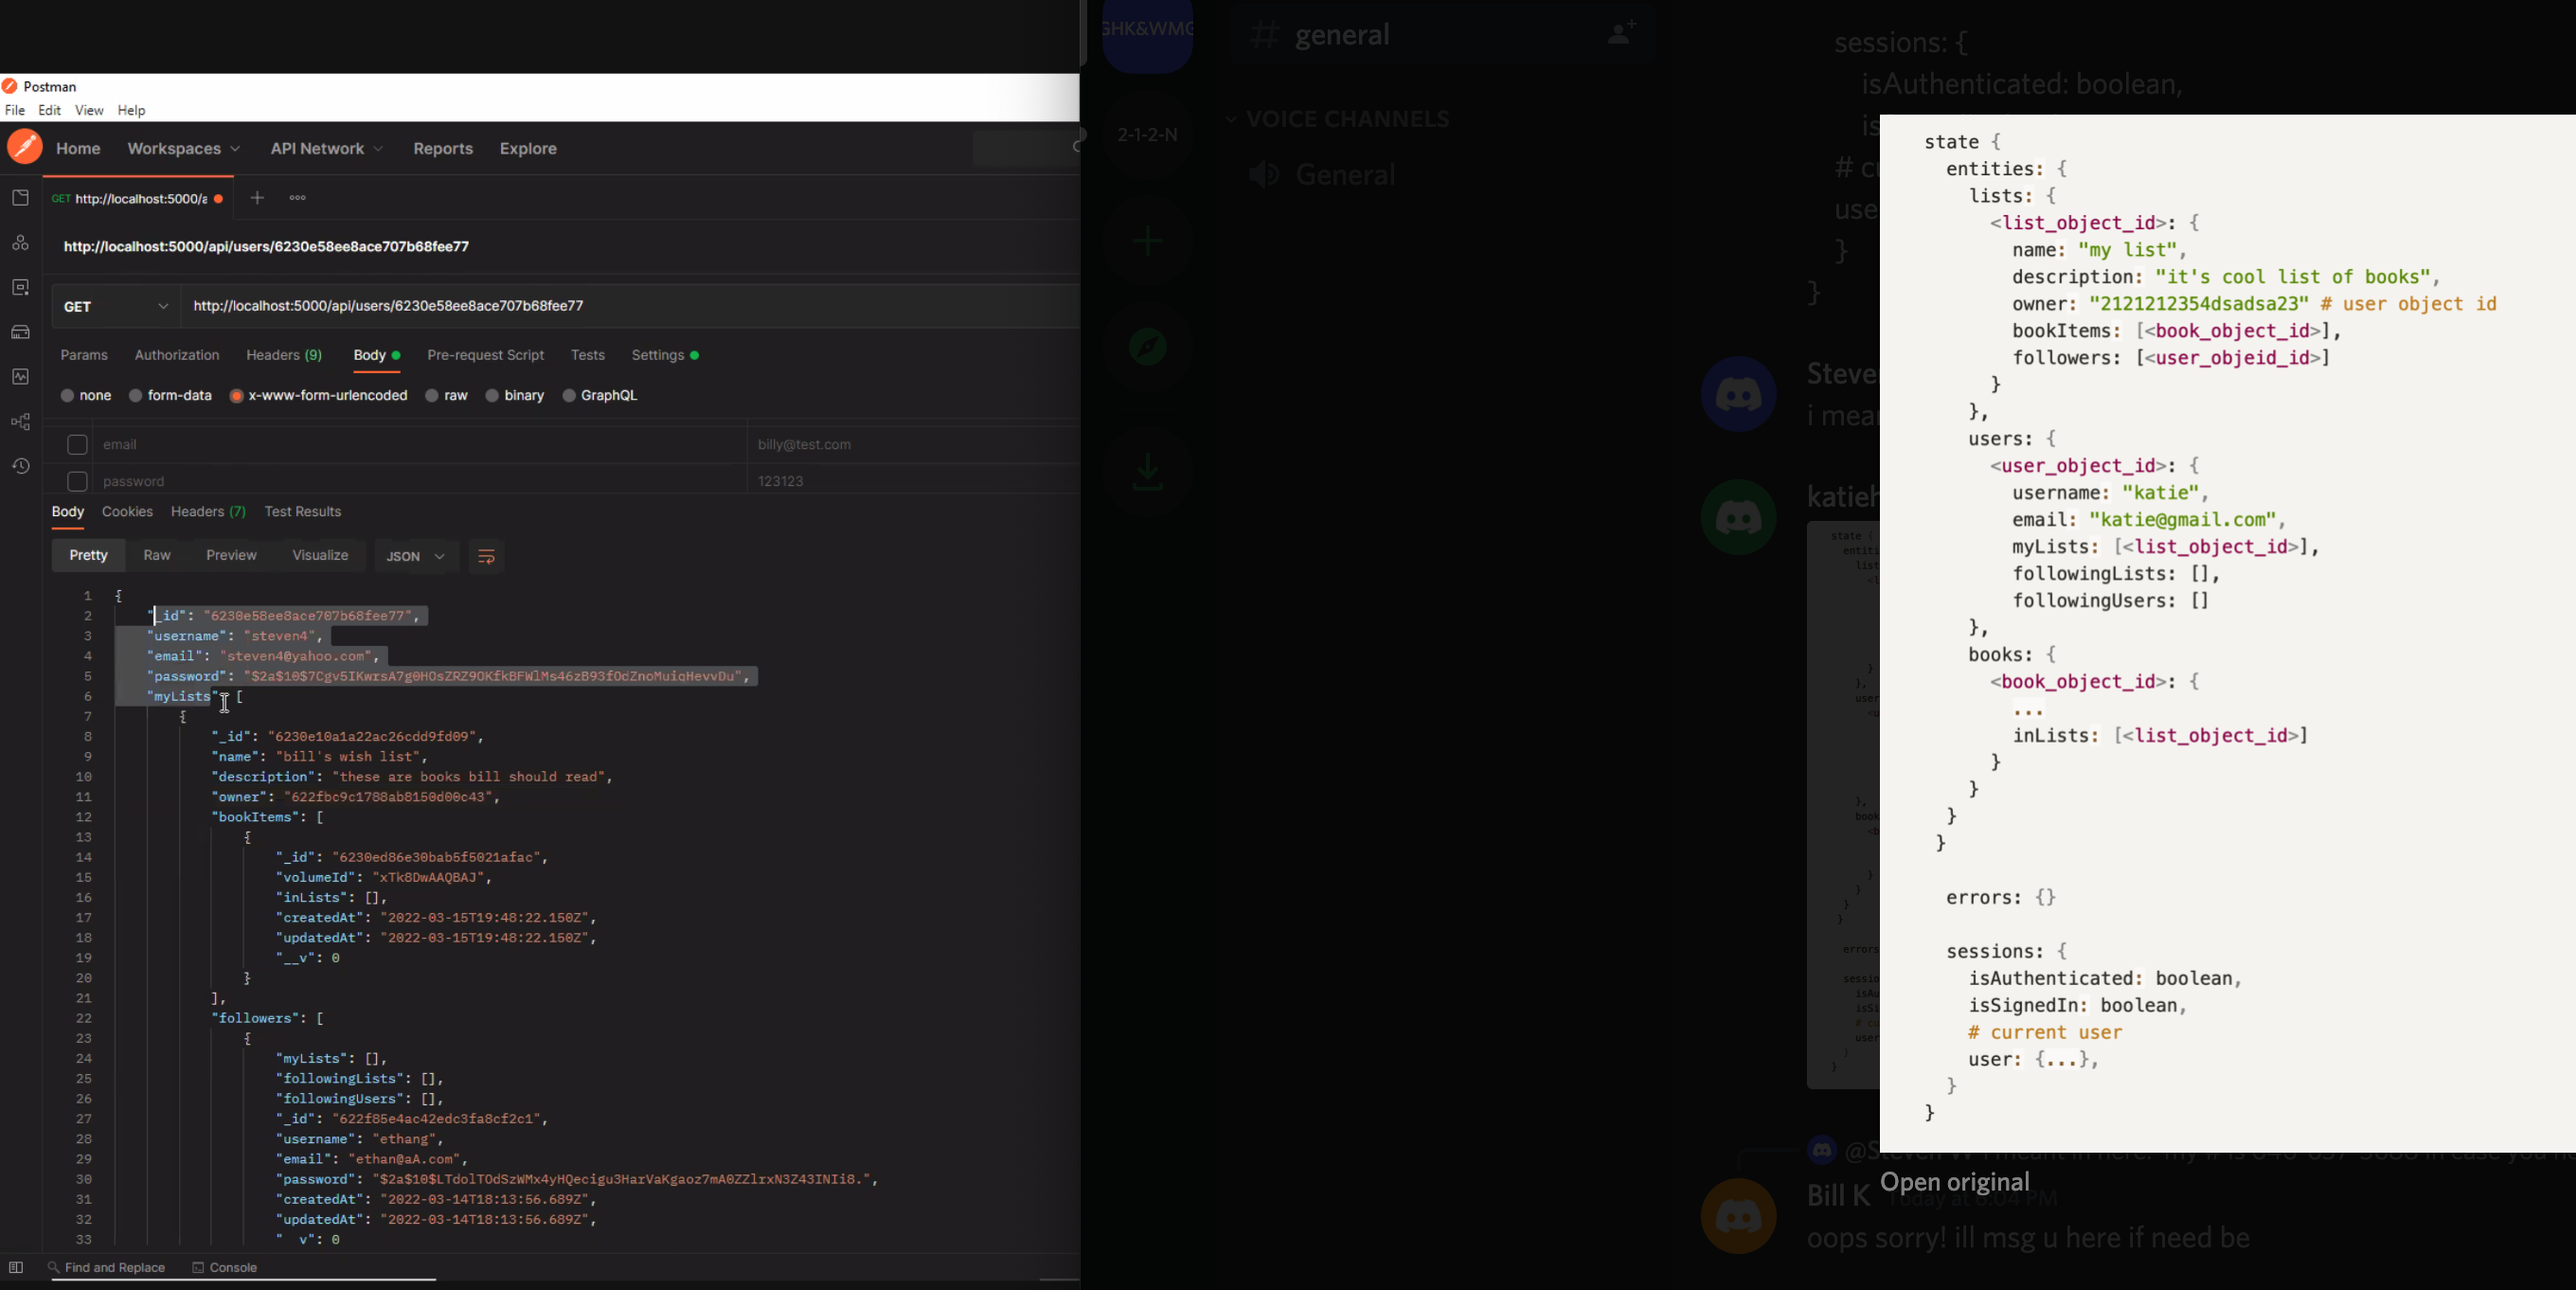 Postman
File Edit View Help
Home Workspaces API Network Reports Explore
GET http://localhost:5000/a
http://localhost:5000/api/users/6230e58ee8ace707b68fee77
GET http://localhost:5000/api/users/6230e58ee8ace707b68fee77
Params Authorization Headers (9) Body Pre-request Script Tests Settings
none form-data x-www-form-urlencoded raw binary GraphQL
email billy@test.com
password 123123
Body Cookies Headers (7) Test Results
Pretty Raw Preview Visualize JSON
1 {
2 "_id": "6230e58ee8ace707b68fee77",
3 "username": "steven4",
4 "email": "steven4@yahoo.com",
5 "password": "$2a$10$7Cgv5IKwrsA7g0HOsZRZ9OKfkBFWlMs46zB93fOdZnoMuiqHevvDu",
6 "myLists": [
7 {
8 "_id": "6230e10a1a22ac26cdd9fd09",
9 "name": "bill's wish list",
10 "description": "these are books bill should read",
11 "owner": "622fbc9c1788ab8150d00c43",
12 "bookItems": [
13 {
14 "_id": "6230ed86e30bab5f5021afac",
15 "volumeId": "xTk8DwAAQBAJ",
16 "inLists": [],
17 "createdAt": "2022-03-15T19:48:22.150Z",
18 "updatedAt": "2022-03-15T19:48:22.150Z",
19 "__v": 0
20 }
21 ],
22 "followers": [
23 {
24 "myLists": [],
25 "followingLists": [],
26 "followingUsers": [],
27 "_id": "622f85e4ac42edc3fa8cf2c1",
28 "username": "ethang",
29 "email": "ethan@aA.com",
30 "password": "$2a$10$LTdolTOdSzWMx4yHQecigu3HarVaKgaoz7mA0ZZlrxN3Z43INIi8.",
31 "createdAt": "2022-03-14T18:13:56.689Z",
32 "updatedAt": "2022-03-14T18:13:56.689Z",
33 "__v": 0
Find and Replace Console
GHK&WMG
2-1-2-N
# general
VOICE CHANNELS
General
sessions: {
isAuthenticated: boolean,
is
# cu
use
}
}
Steve
i mean
katieh
state {
entities: {
lists: {
<list_object_id>: {
name: "my list",
description: "it's cool list of books",
owner: "2121212354dsadsa23" # user object id
bookItems: [<book_object_id>],
followers: [<user_objeid_id>]
}
},
users: {
<user_object_id>: {
username: "katie",
email: "katie@gmail.com",
myLists: [<list_object_id>],
followingLists: [],
followingUsers: []
},
books: {
<book_object_id>: {
...
inLists: [<list_object_id>]
}
}
}
}
errors: {}
sessions: {
isAuthenticated: boolean,
isSignedIn: boolean,
# current user
user: {...},
}
}
Open original
Bill K
oops sorry! ill msg u here if need be